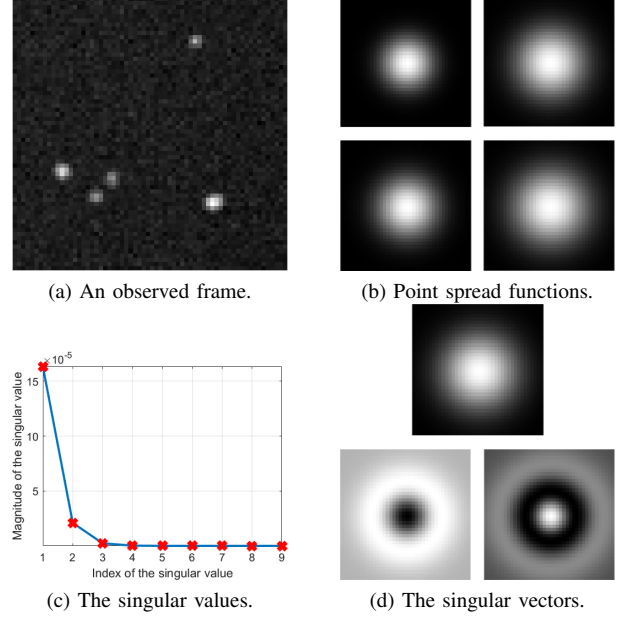 (a) An observed frame.
(b) Point spread functions.
×10-5
15
10
5
1 2 3 4 5 6 7 8 9
Magnitude of the singular value
Index of the singular value
(c) The singular values.
(d) The singular vectors.